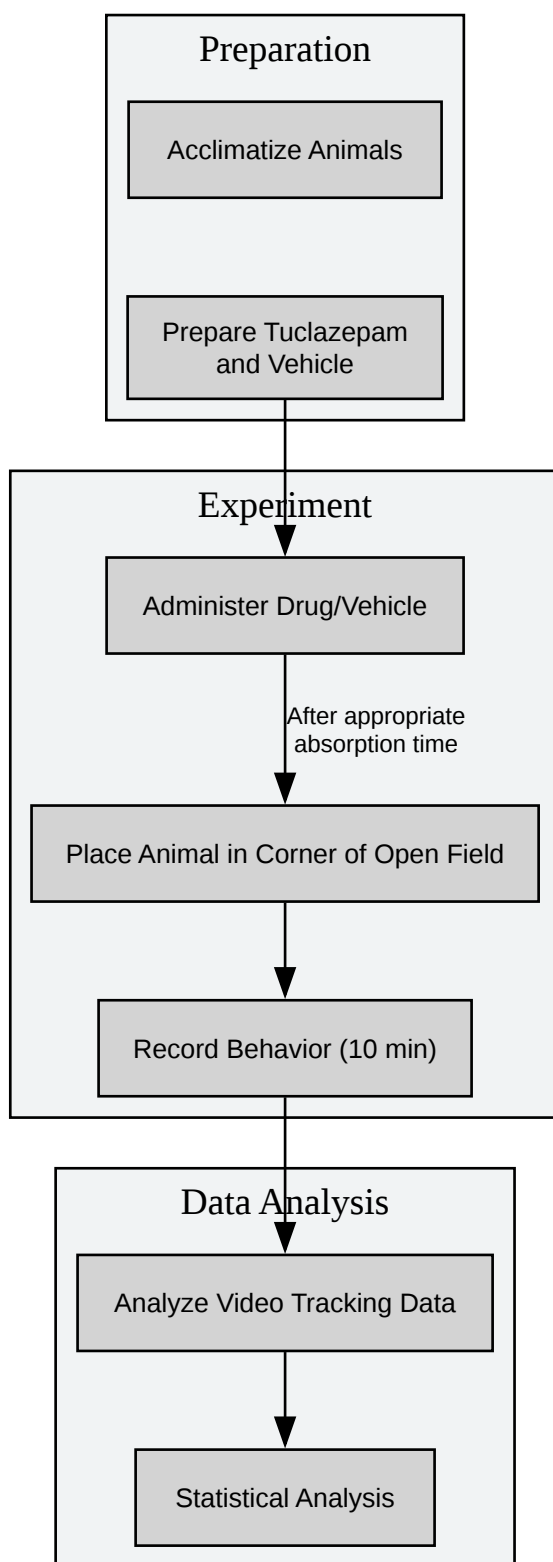 Preparation
Acclimatize Animals
Prepare Tuclazepam
and Vehicle
Experiment
Administer Drug/Vehicle
After appropriate
absorption time
Place Animal in Corner of Open Field
Record Behavior (10 min)
Data Analysis
Analyze Video Tracking Data
Statistical Analysis